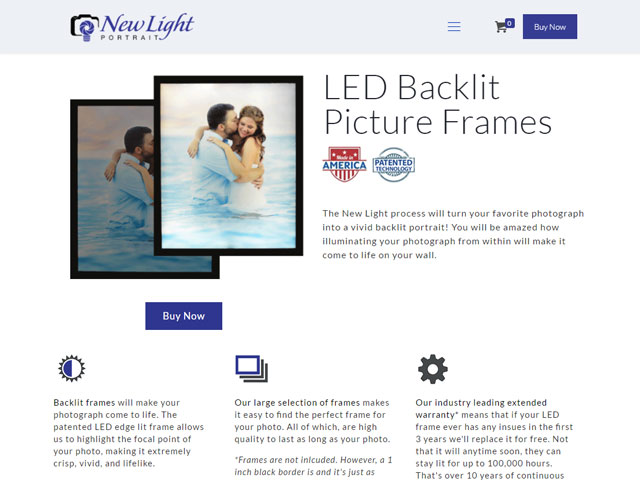 New Light
PORTRAIT
0
Buy Now
LED Backlit
Picture Frames
Made in
AMERICA
PATENTED
TECHNOLOGY
The New Light process will turn your favorite photograph
into a vivid backlit portrait! You will be amazed how
illuminating your photograph from within will make it
come to life on your wall.
Buy Now
Backlit frames will make your
photograph come to life. The
patented LED edge lit frame allows
us to highlight the focal point of
your photo, making it extremely
crisp, vivid, and lifelike.
Our large selection of frames makes
it easy to find the perfect frame for
your photo. All of which, are high
quality to last as long as your photo.
*Frames are not inlcuded. However, a 1
inch black border is and it's just as
Our industry leading extended
warranty* means that if your LED
frame ever has any insues in the first
3 years we'll replace it for free. Not
that it will anytime soon, they can
stay lit for up to 100,000 hours.
That's over 10 years of continuous